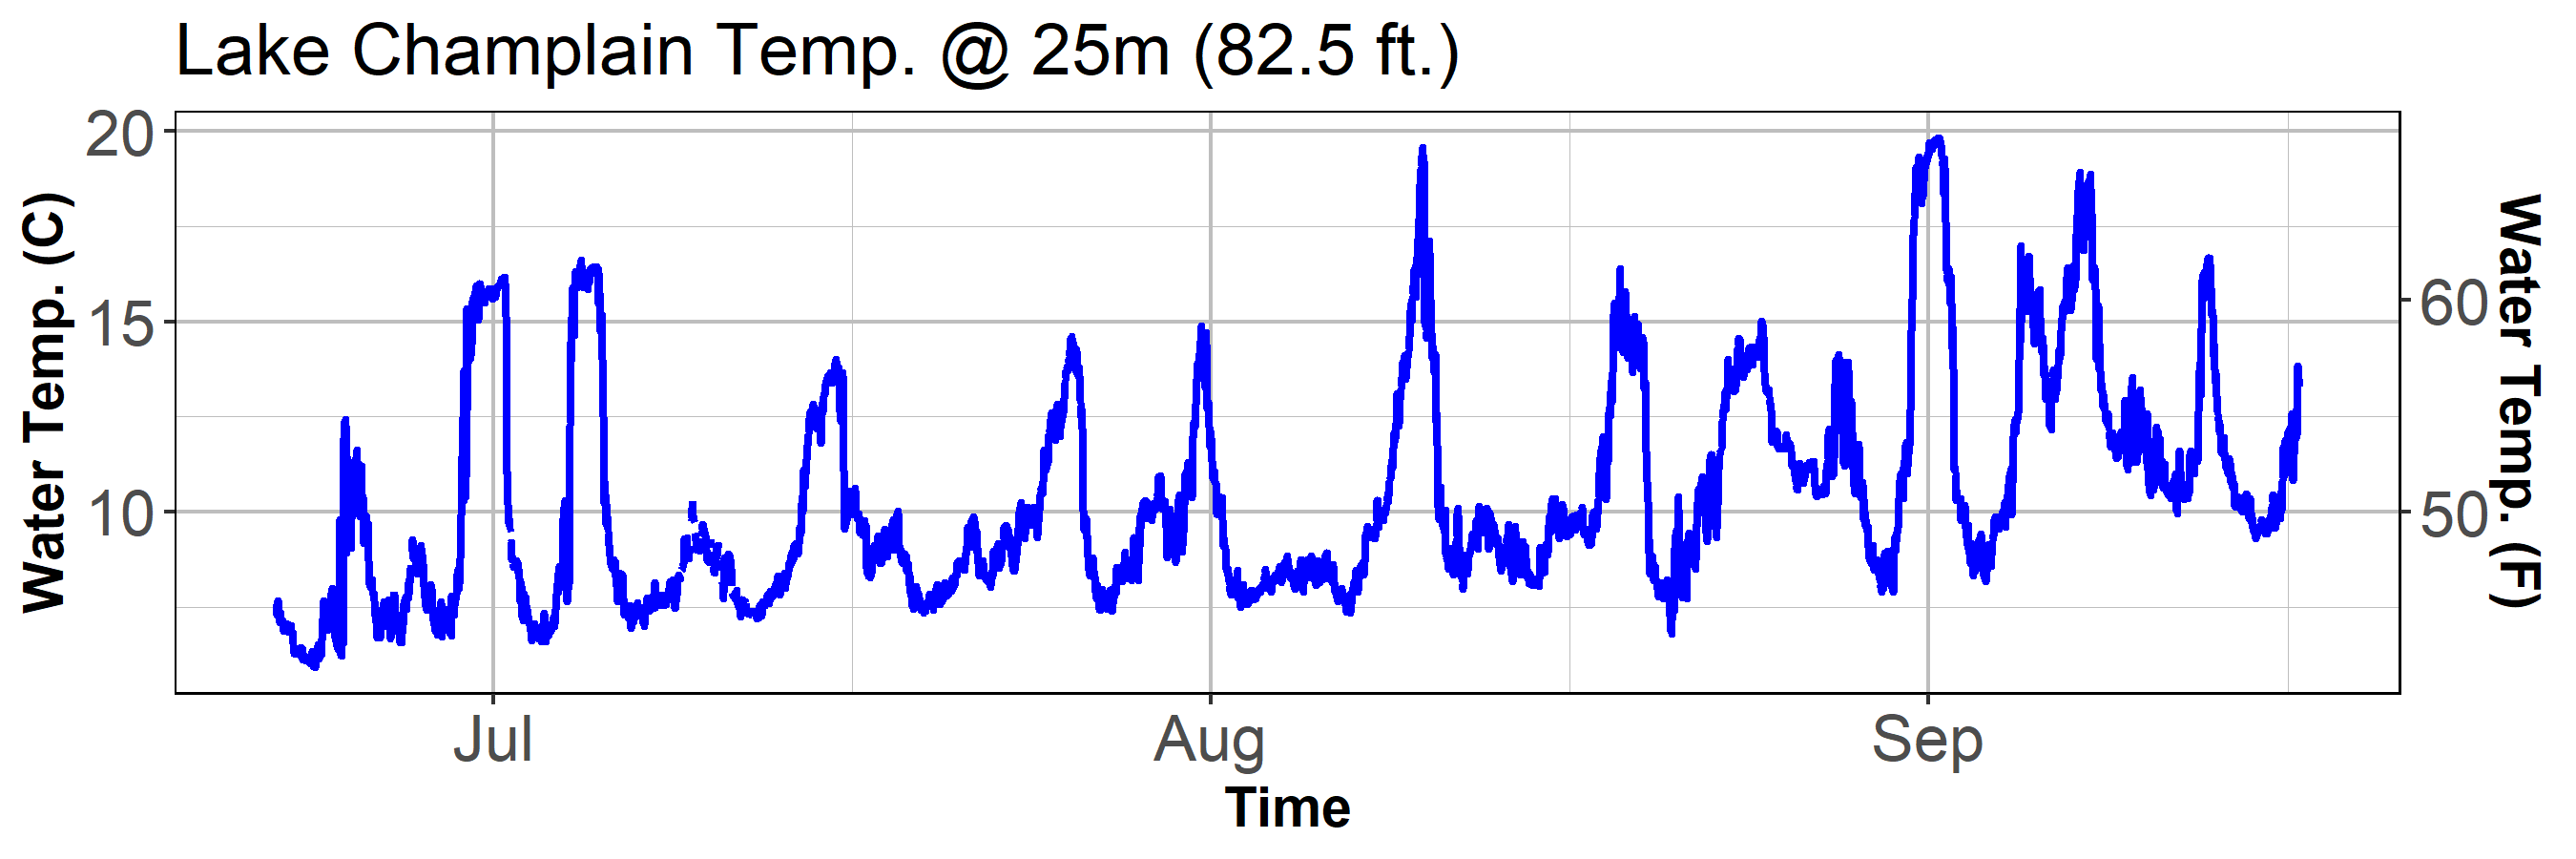 Lake Champlain Temp. @ 25m (82.5 ft.)
Water Temp. (C)
20
15
10
60
50
Water Temp. (F)
Jul Aug Sep
Time